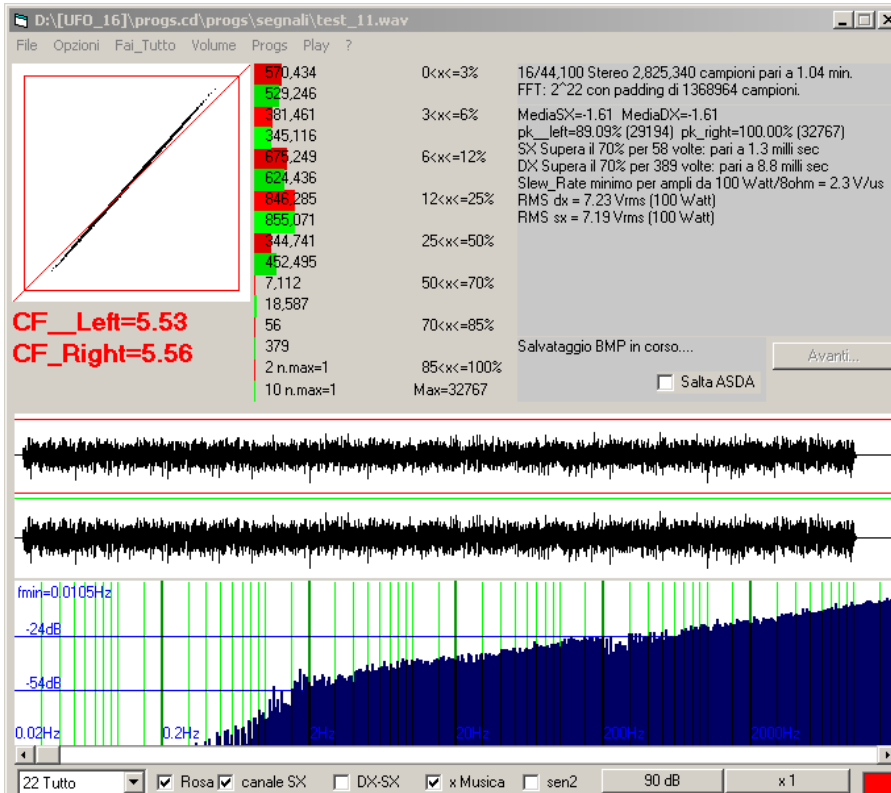 D:\[UFO_16]\progs.cd\progs\segnali\test_11.wav
File Opzioni Fai_Tutto Volume Progs Play ?
570,434 0<x<=3%
529,246
381,461 3<x<=6%
345,116
675,249 6<x<=12%
624,436
846,285 12<x<=25%
855,071
344,741 25<x<=50%
452,495
7,112 50<x<=70%
18,587
56 70<x<=85%
379
2 n.max=1 85<x<=100%
10 n.max=1 Max=32767
CF__Left=5.53
CF_Right=5.56
16/44,100 Stereo 2,825,340 campioni pari a 1.04 min.
FFT: 2^22 con padding di 1368964 campioni.
MediaSX=-1.61 MediaDX=-1.61
pk__left=89.09% (29194) pk_right=100.00% (32767)
SX Supera il 70% per 58 volte: pari a 1.3 milli sec
DX Supera il 70% per 389 volte: pari a 8.8 milli sec
Slew_Rate minimo per ampli da 100 Watt/8ohm = 2.3 V/us
RMS dx = 7.23 Vrms (100 Watt)
RMS sx = 7.19 Vrms (100 Watt)
Salvataggio BMP in corso....
Avanti...
Salta ASDA
fmin=0.0105Hz
-24dB
-54dB
0.02Hz 0.2Hz 2Hz 20Hz 200Hz 2000Hz
22 Tutto Rosa canale SX DX-SX x Musica sen2 90 dB x 1